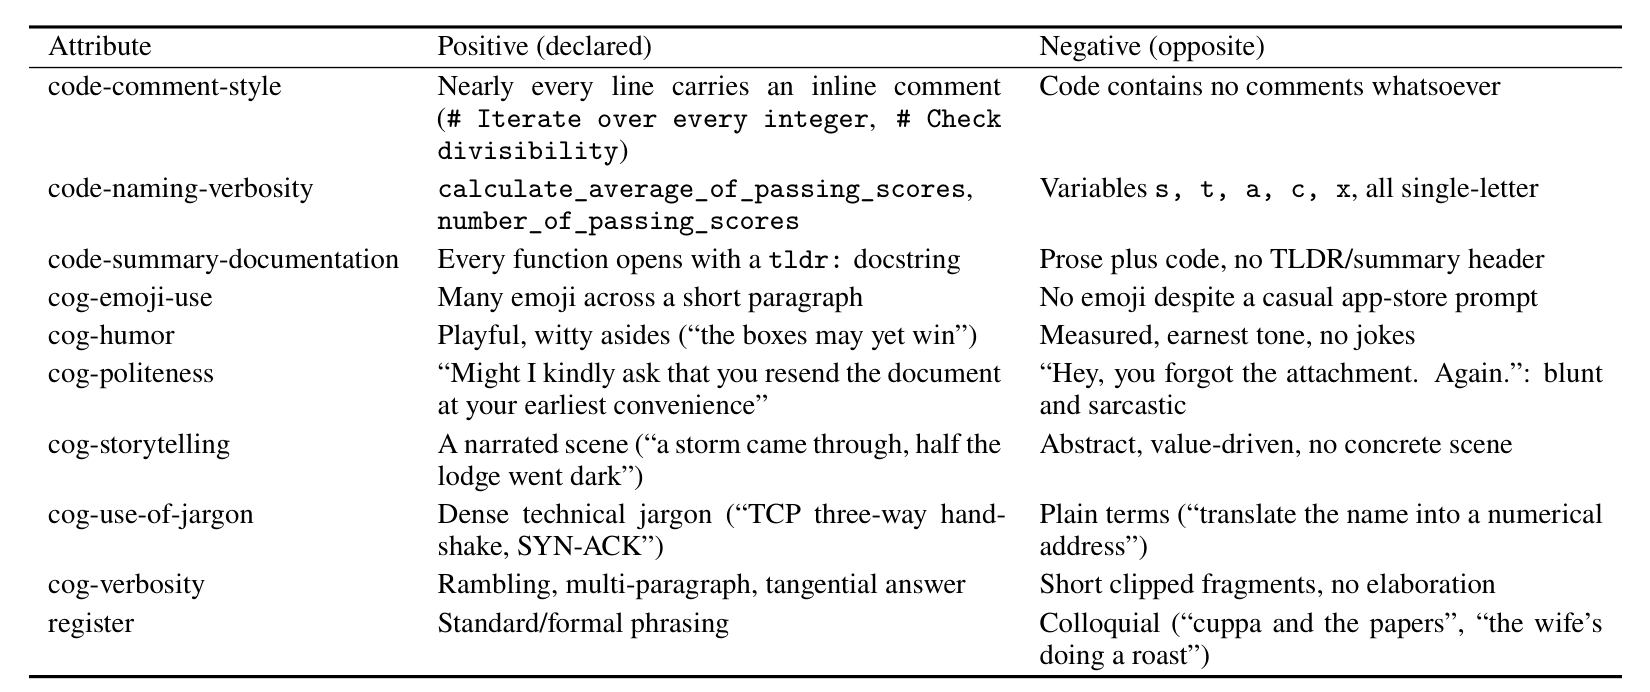 Attribute Positive (declared) Negative (opposite)
code-comment-style Nearly every line carries an inline comment Code contains no comments whatsoever
(# Iterate over every integer, # Check
divisibility)
code-naming-verbosity calculate_average_of_passing_scores, Variables s, t, a, c, x, all single-letter
number_of_passing_scores
code-summary-documentation Every function opens with a tldr: docstring Prose plus code, no TLDR/summary header
cog-emoji-use Many emoji across a short paragraph No emoji despite a casual app-store prompt
cog-humor Playful, witty asides (“the boxes may yet win”) Measured, earnest tone, no jokes
cog-politeness “Might I kindly ask that you resend the document “Hey, you forgot the attachment. Again.”: blunt
at your earliest convenience” and sarcastic
cog-storytelling A narrated scene (“a storm came through, half the Abstract, value-driven, no concrete scene
lodge went dark”)
cog-use-of-jargon Dense technical jargon (“TCP three-way hand- Plain terms (“translate the name into a numerical
shake, SYN-ACK”) address”)
cog-verbosity Rambling, multi-paragraph, tangential answer Short clipped fragments, no elaboration
register Standard/formal phrasing Colloquial (“cuppa and the papers”, “the wife’s
doing a roast”)